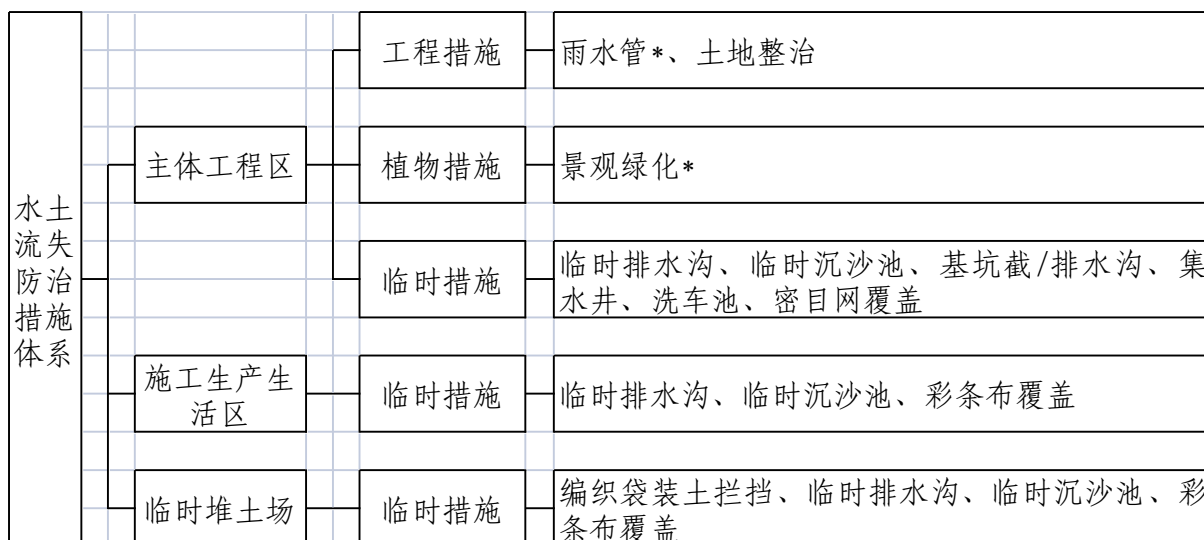 水土
流失
防治
措施
体系
主体工程区
工程措施
雨水管*、土地整治
植物措施
景观绿化*
临时措施
临时排水沟、临时沉沙池、基坑截/排水沟、集
水井、洗车池、密目网覆盖
施工生产生
活区
临时措施
临时排水沟、临时沉沙池、彩条布覆盖
临时堆土场
临时措施
编织袋装土拦挡、临时排水沟、临时沉沙池、彩
条布覆盖